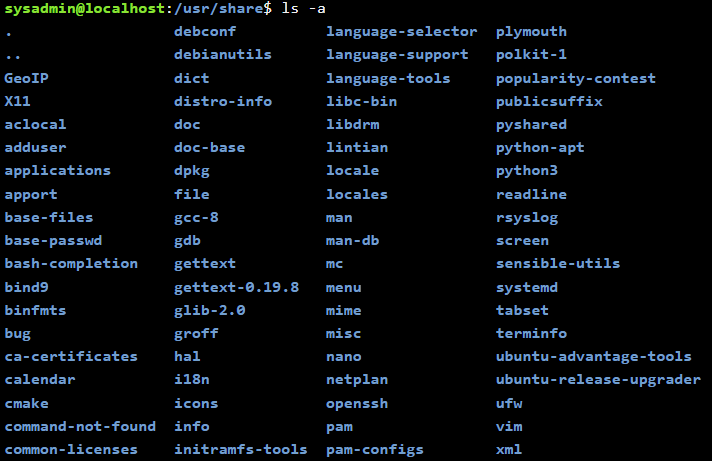 sysadmin@localhost:/usr/share$ ls -a
. debconf language-selector plymouth
.. debianutils language-support polkit-1
GeoIP dict language-tools popularity-contest
X11 distro-info libc-bin publicsuffix
aclocal doc libdrm pyshared
adduser doc-base lintian python-apt
applications dpkg locale python3
apport file locales readline
base-files gcc-8 man rsyslog
base-passwd gdb man-db screen
bash-completion gettext mc sensible-utils
bind9 gettext-0.19.8 menu systemd
binfmts glib-2.0 mime tabset
bug groff misc terminfo
ca-certificates hal nano ubuntu-advantage-tools
calendar i18n netplan ubuntu-release-upgrader
cmake icons openssh ufw
command-not-found info pam vim
common-licenses initramfs-tools pam-configs xml